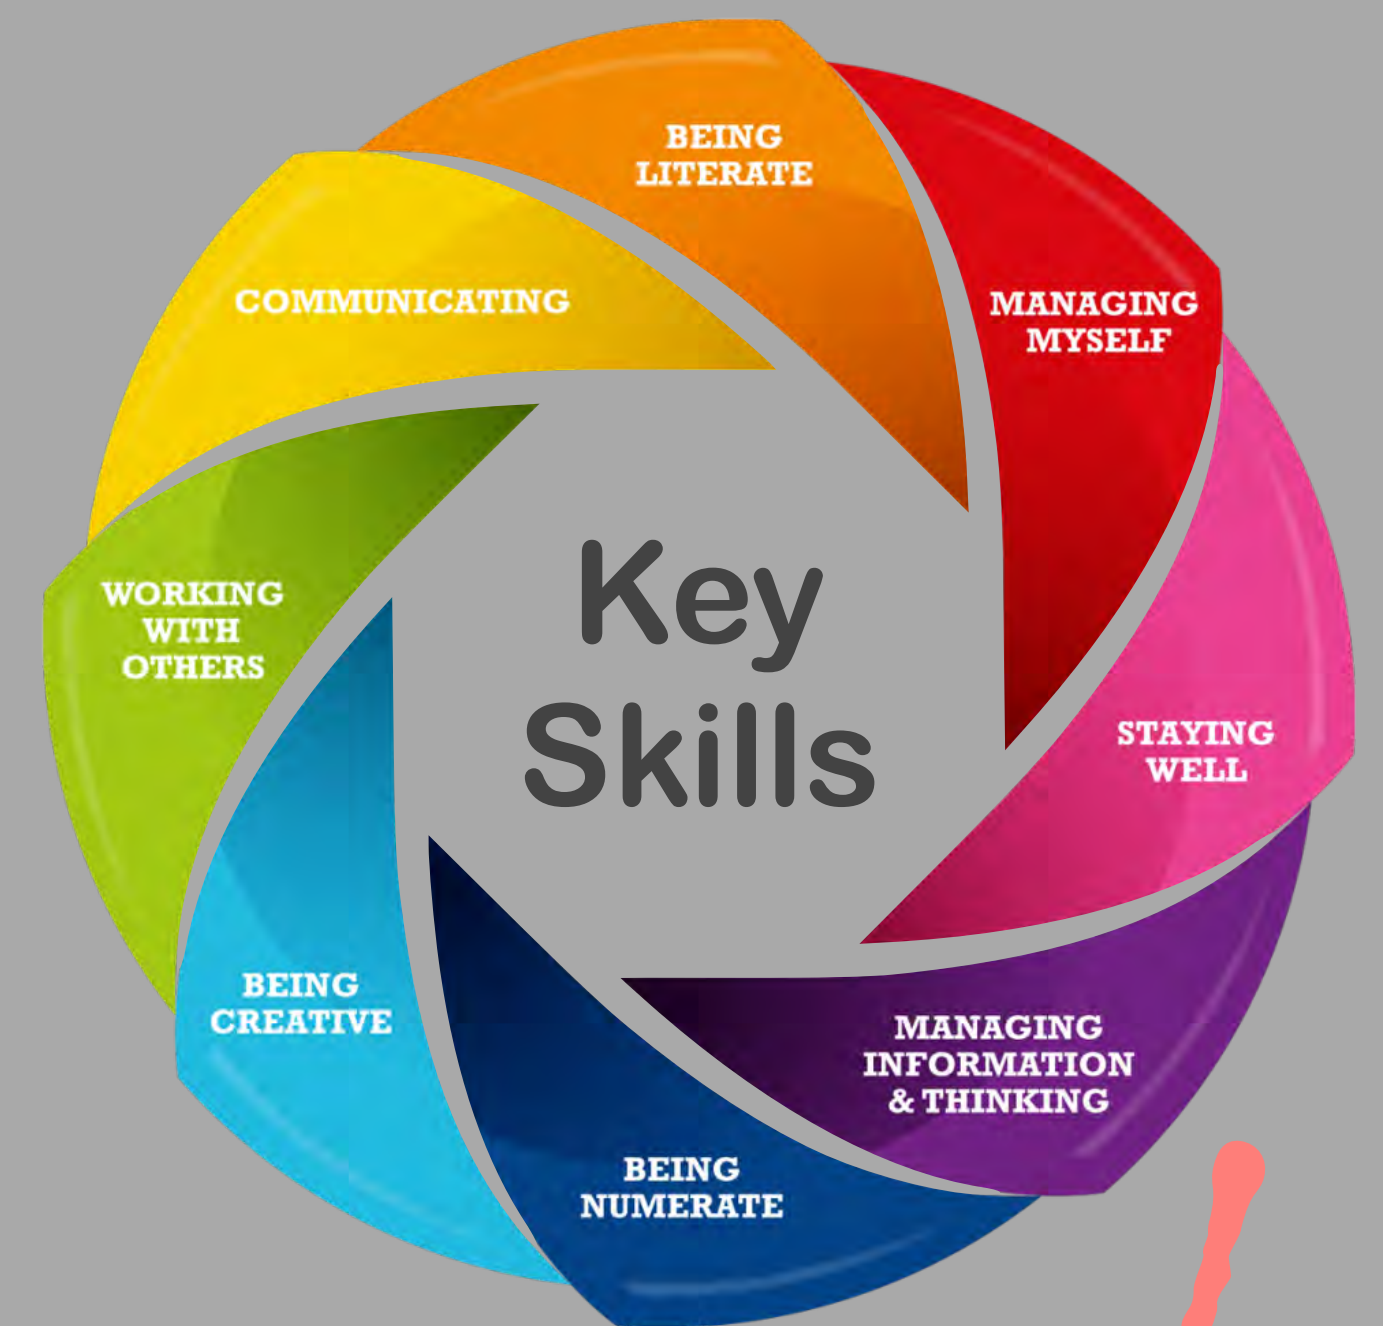 BEING
LITERATE
MANAGING
MYSELF
COMMUNICATING
Key
Skills
WORKING
WITH
OTHERS
STAYING
WELL
BEING
CREATIVE
MANAGING
INFORMATION
& THINKING
BEING
NUMERATE